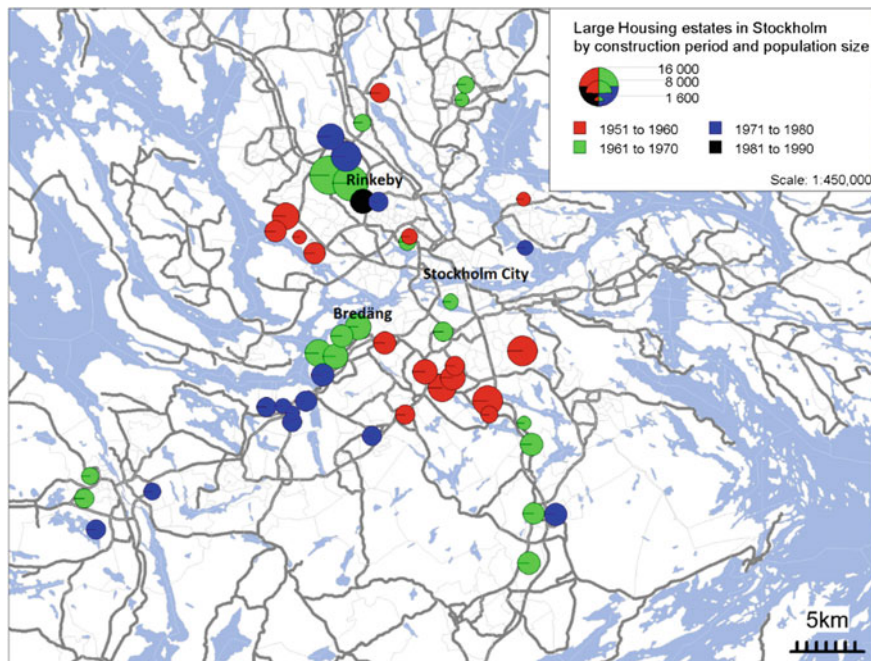 Large Housing estates in Stockholm
by construction period and population size
16 000
8 000
1 600
1951 to 1960
1971 to 1980
1961 to 1970
1981 to 1990
Scale: 1:450,000
Rinkeby
Stockholm City
Bredäng
5km